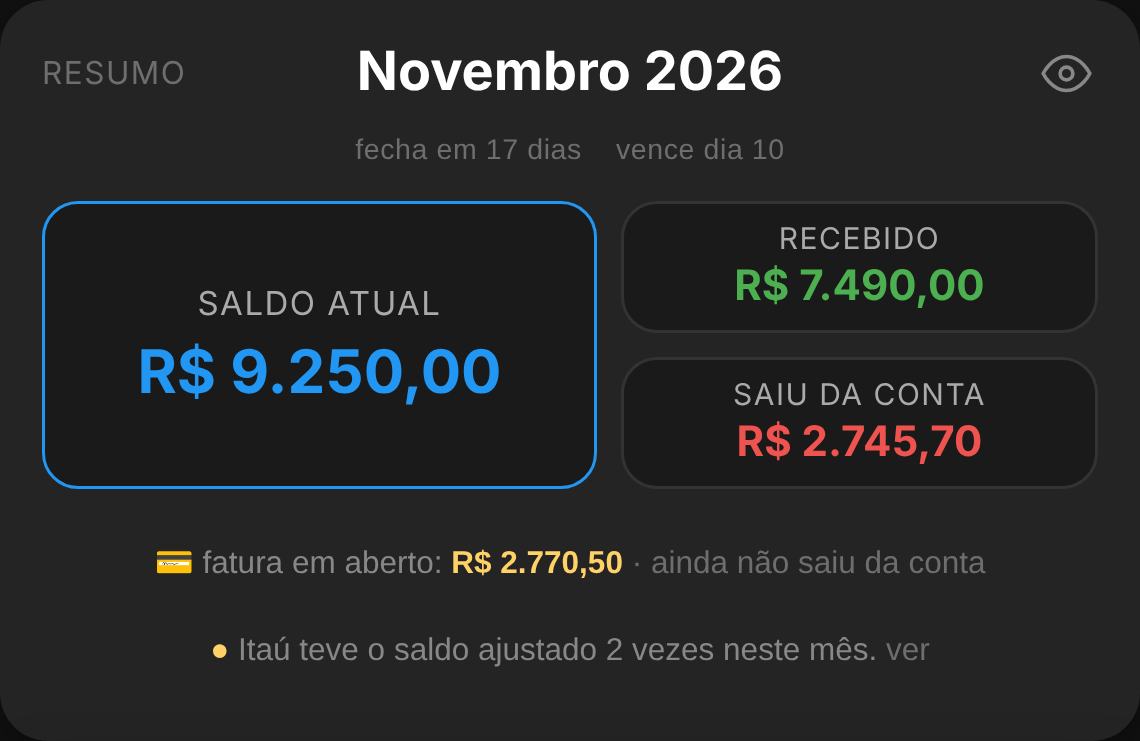 RESUMO
Novembro 2026
fecha em 17 dias vence dia 10
SALDO ATUAL
R$ 9.250,00
RECEBIDO
R$ 7.490,00
SAIU DA CONTA
R$ 2.745,70
fatura em aberto: R$ 2.770,50 · ainda não saiu da conta
Itaú teve o saldo ajustado 2 vezes neste mês. ver